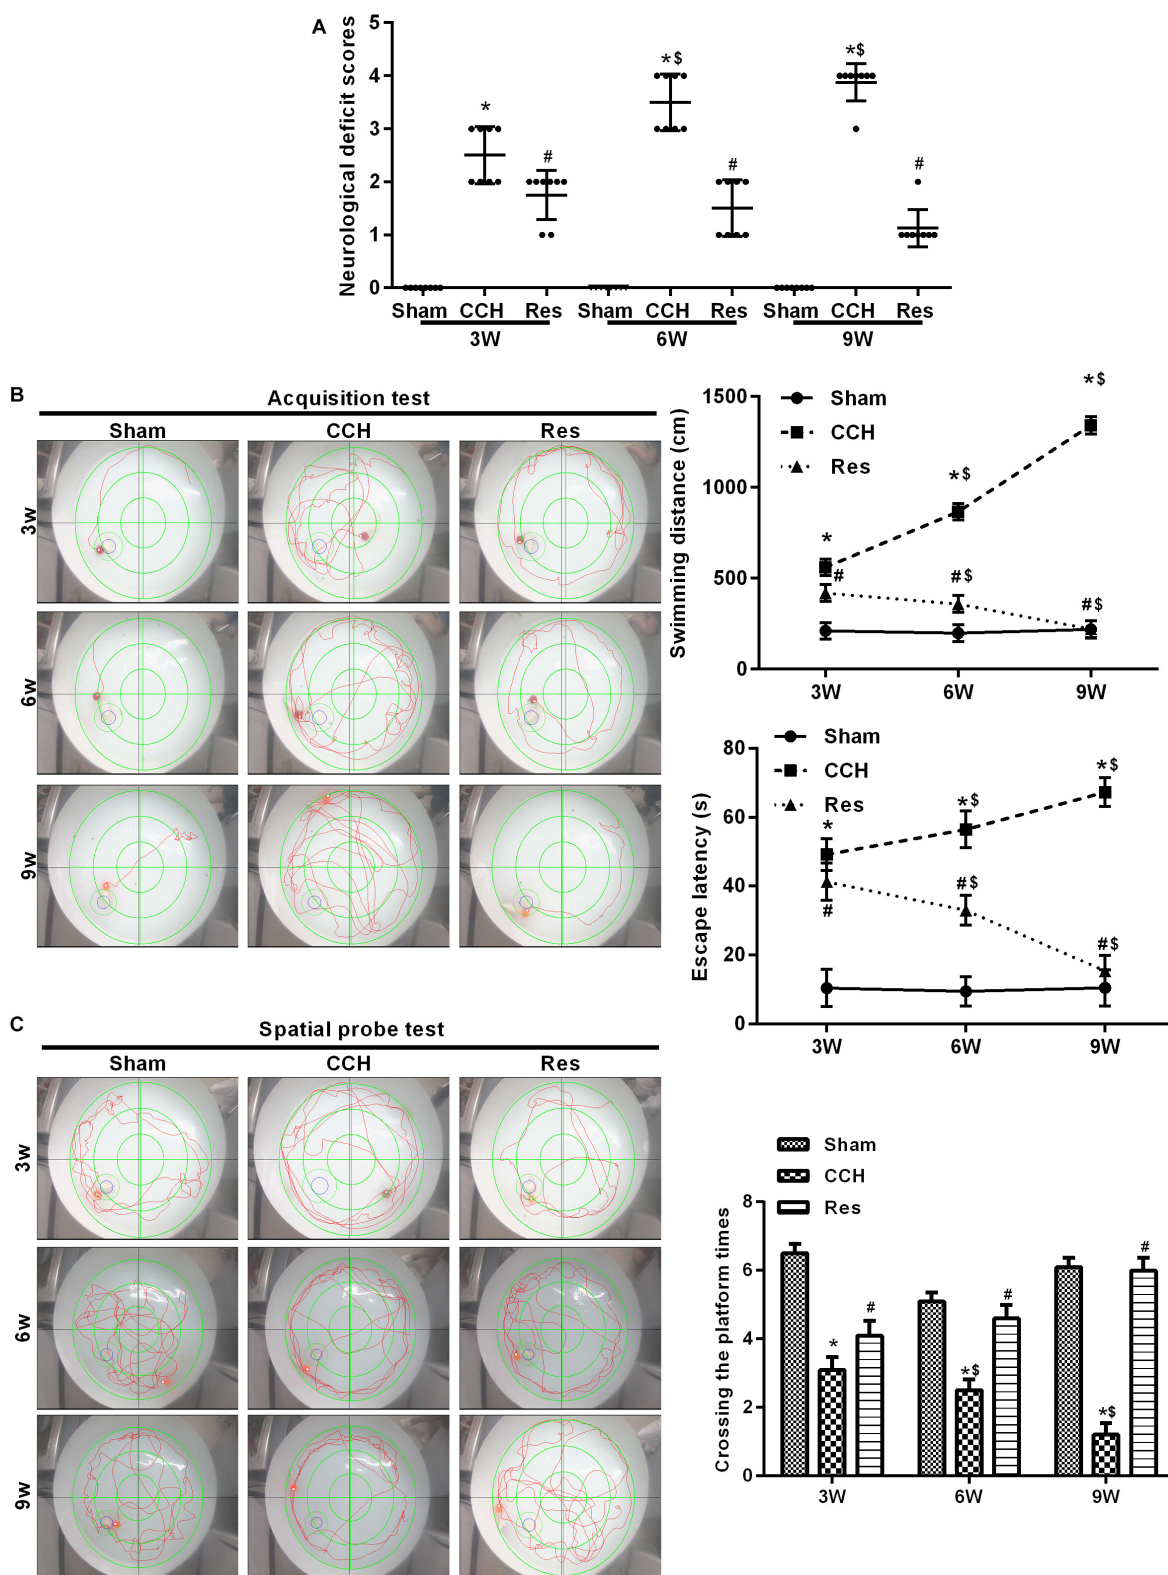 A
Neurological deficit scores
5
4
3
2
1
0
*
#
*$
#
*$
#
Sham CCH Res Sham CCH Res Sham CCH Res
3W 6W 9W
B
Acquisition test
Sham CCH Res
3w
6w
9w
Swimming distance (cm)
1500
1000
500
0
Sham
CCH
Res
*
#
*$
#$
*$
#$
3W 6W 9W
Escape latency (s)
80
60
40
20
0
Sham
CCH
Res
*
#
*$
#$
*$
#$
3W 6W 9W
C
Spatial probe test
Sham CCH Res
3w
6w
9w
Sham
CCH
Res
Crossing the platform times
8
6
4
2
0
*
#
*$
#
*$
#
3W 6W 9W